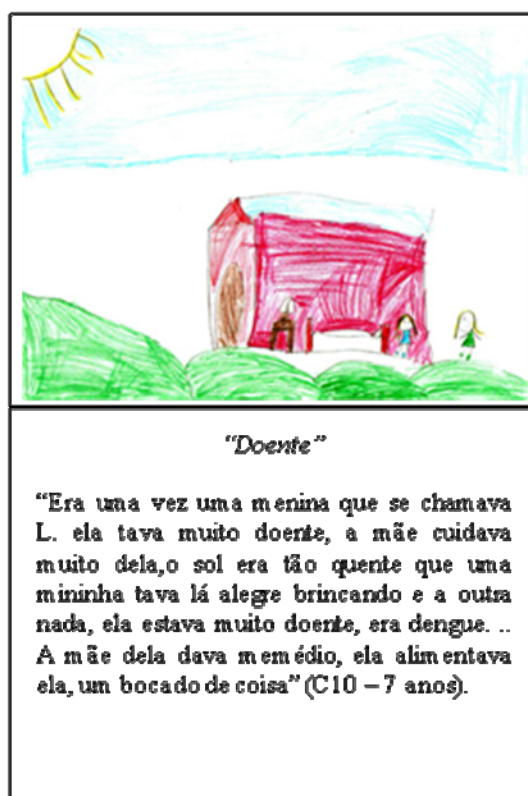 “Doente”
“Era uma vez uma menina que se chamava
L. ela tava muito doente, a mãe cuidava
muito dela,o sol era tão quente que uma
mininha tava lá alegre brincando e a outra
nada, ela estava muito doente, era dengue. ..
A mãe dela dava memédio, ela alimentava
ela, um bocado de coisa” (C10 – 7 anos).